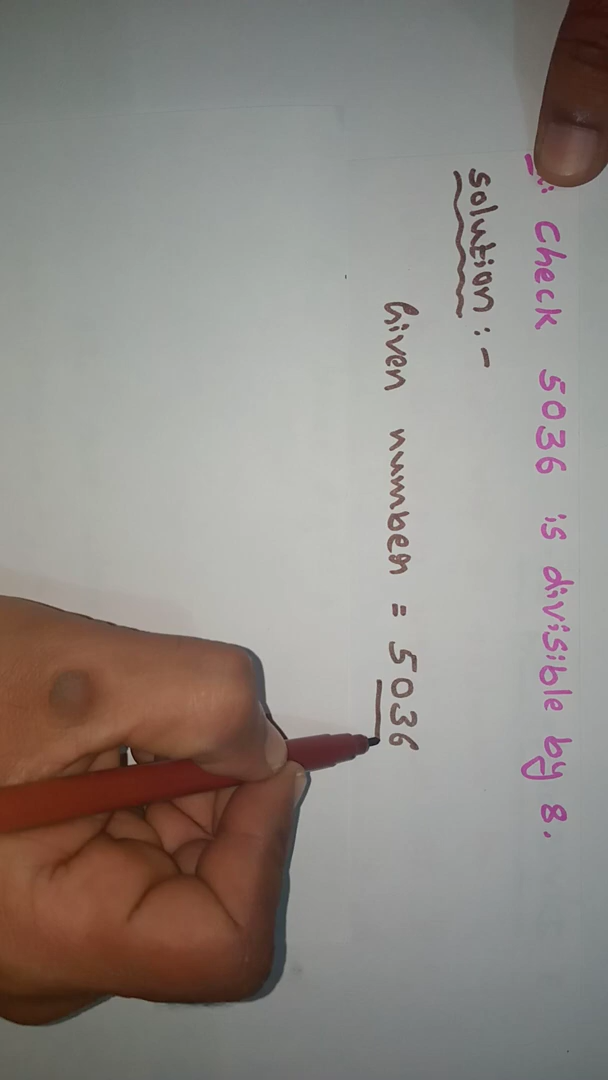 Check 5036 is divisible by 8.
Solution :-
Given number = 5036